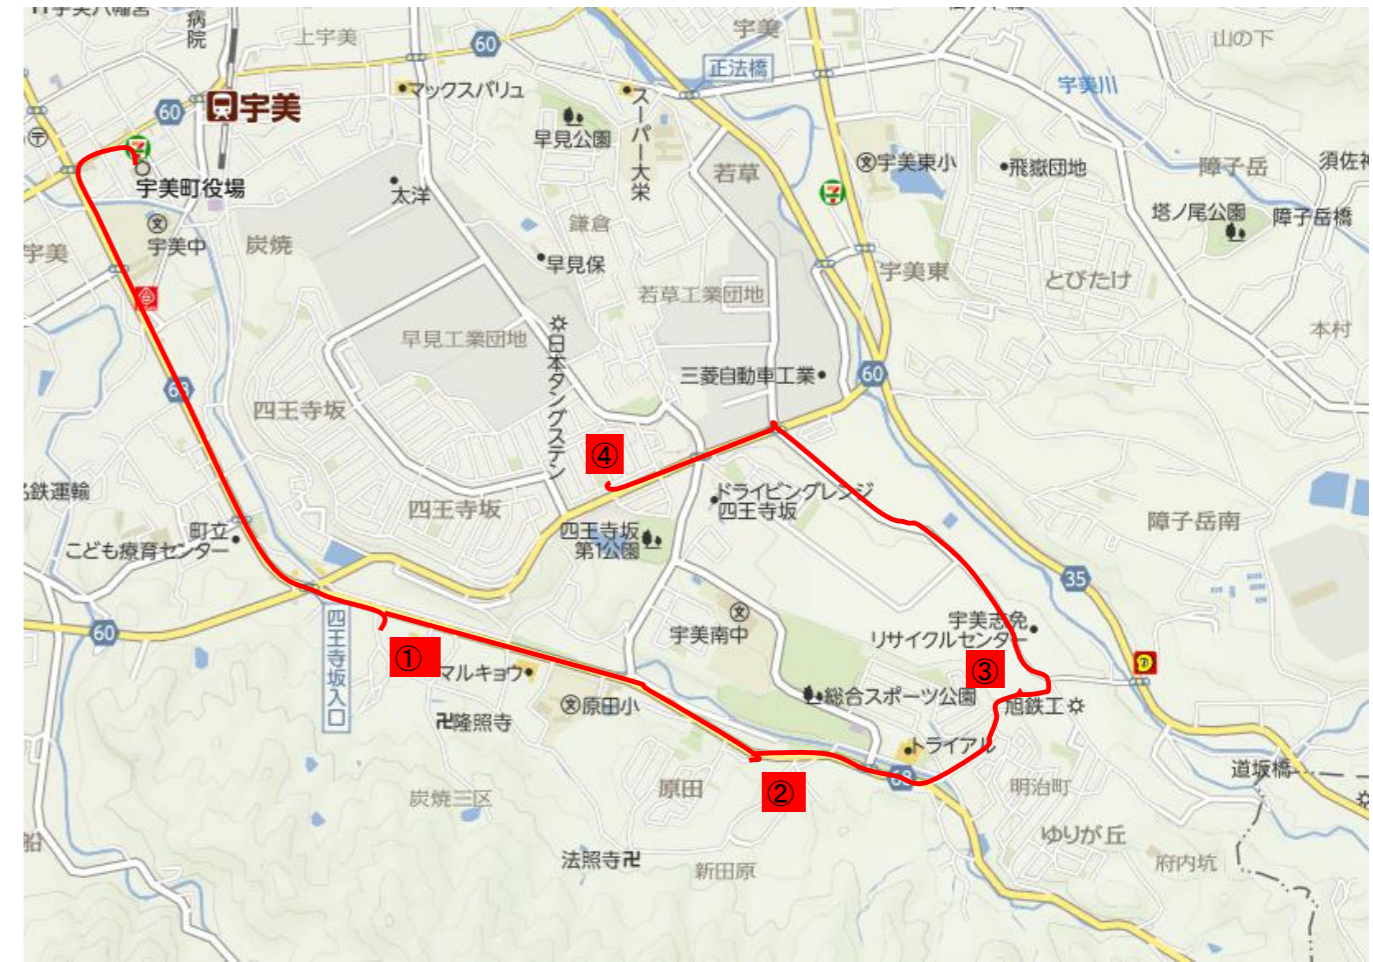 病院
上宇美
60
宇美
正法橋
山の下
宇美川
マックスバリュ
スーパー大栄
60
宇美
早見公園
宇美町役場
太洋
若草
文宇美東小
飛嶽団地
障子岳
塔ノ尾公園
障子岳橋
文
宇美中
炭焼
鎌倉
宇美
早見保
若草工業団地
宇美東
とびたけ
早見工業団地
日本タングステン
本村
三菱自動車工業
60
68
四王寺坂
④
四王寺坂
ドライビングレンジ
四王寺坂
町立
こども療育センター
四王寺坂
第1公園
障子岳南
35
60
四王寺坂入口
文
宇美南中
宇美志免
リサイクルセンター
①
マルキョウ
③
卍隆照寺
文原田小
総合スポーツ公園
旭鉄工
トライアル
道坂橋
②
68
原田
明治町
炭焼三区
ゆりが丘
法照寺卍
新田原
府内坑